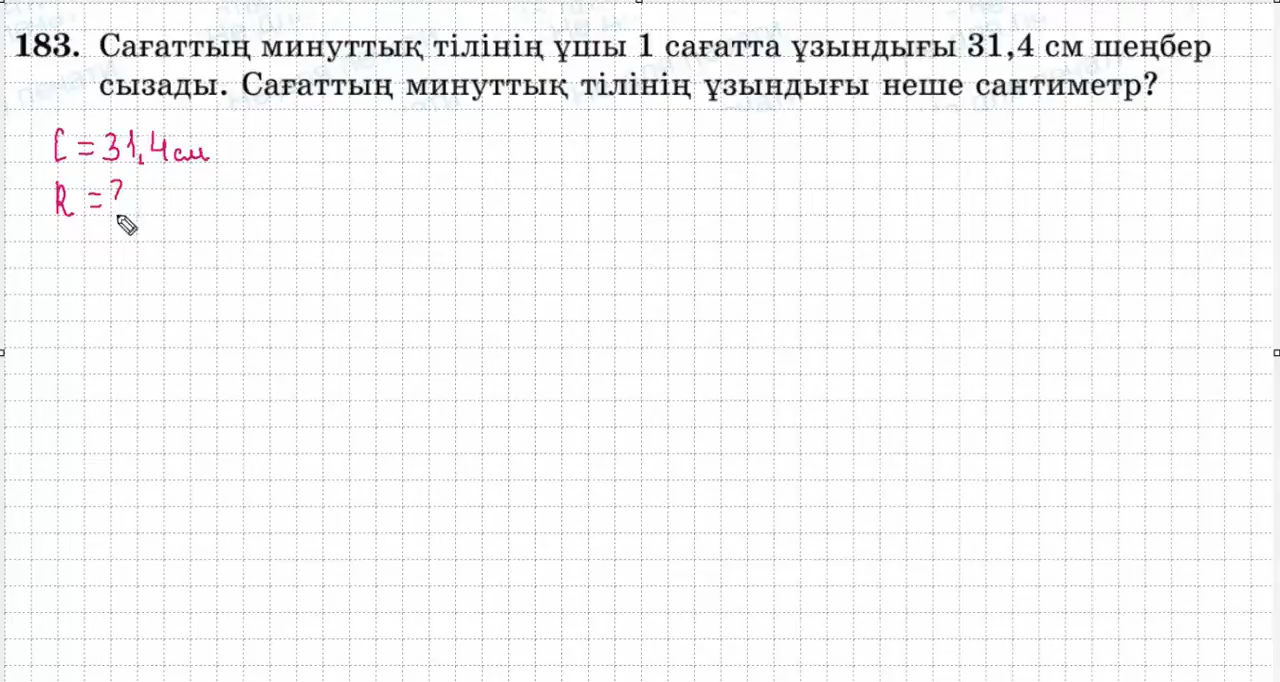 183. Сағаттың минуттық тілінің ұшы 1 сағатта ұзындығы 31,4 см шеңбер
сызады. Сағаттың минуттық тілінің ұзындығы неше сантиметр?
C = 31,4 см
R = ?